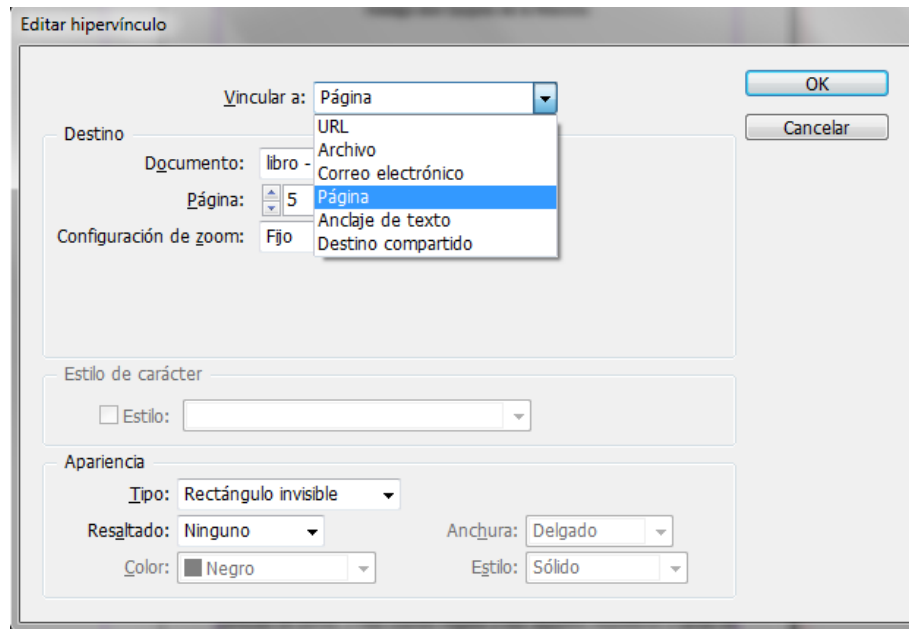 Editar hipervínculo
Vincular a: Página
OK
URL
Archivo
Correo electrónico
Página
Anclaje de texto
Destino compartido
Cancelar
Destino
Documento: libro -
Página: 5
Configuración de zoom: Fijo
Estilo de carácter
Estilo:
Apariencia
Tipo: Rectángulo invisible
Resaltado: Ninguno
Anchura: Delgado
Color: Negro
Estilo: Sólido